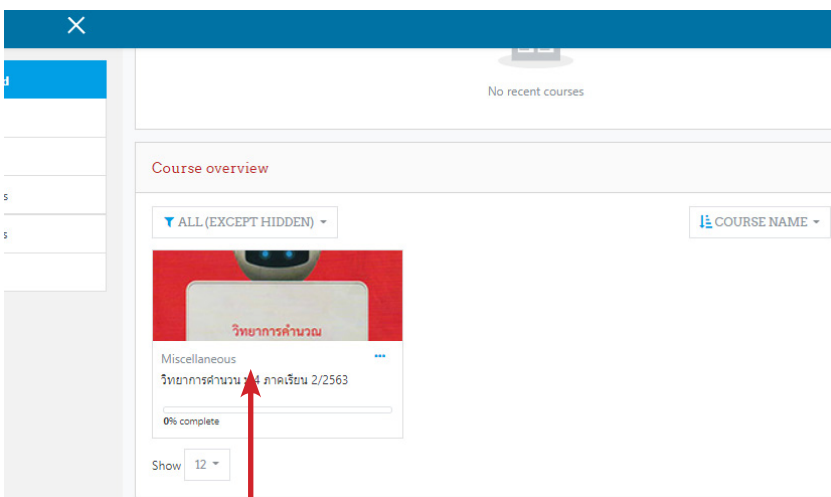 No recent courses
Course overview
ALL (EXCEPT HIDDEN)
COURSE NAME
วิทยาการคำนวณ
Miscellaneous
วิทยาการคำนวน 4 ภาคเรียน 2/2563
0% complete
Show 12